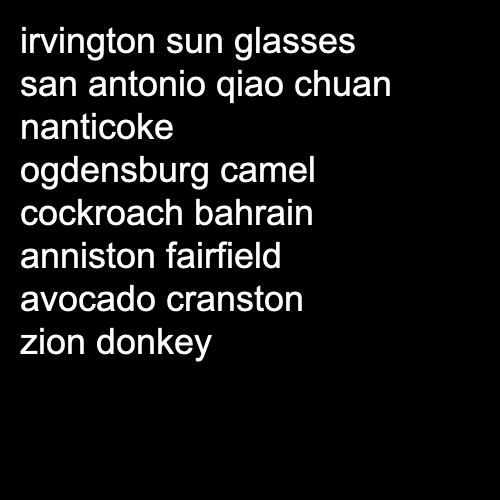 irvington sun glasses
san antonio qiao chuan
nanticoke
ogdensburg camel
cockroach bahrain
anniston fairfield
avocado cranston
zion donkey